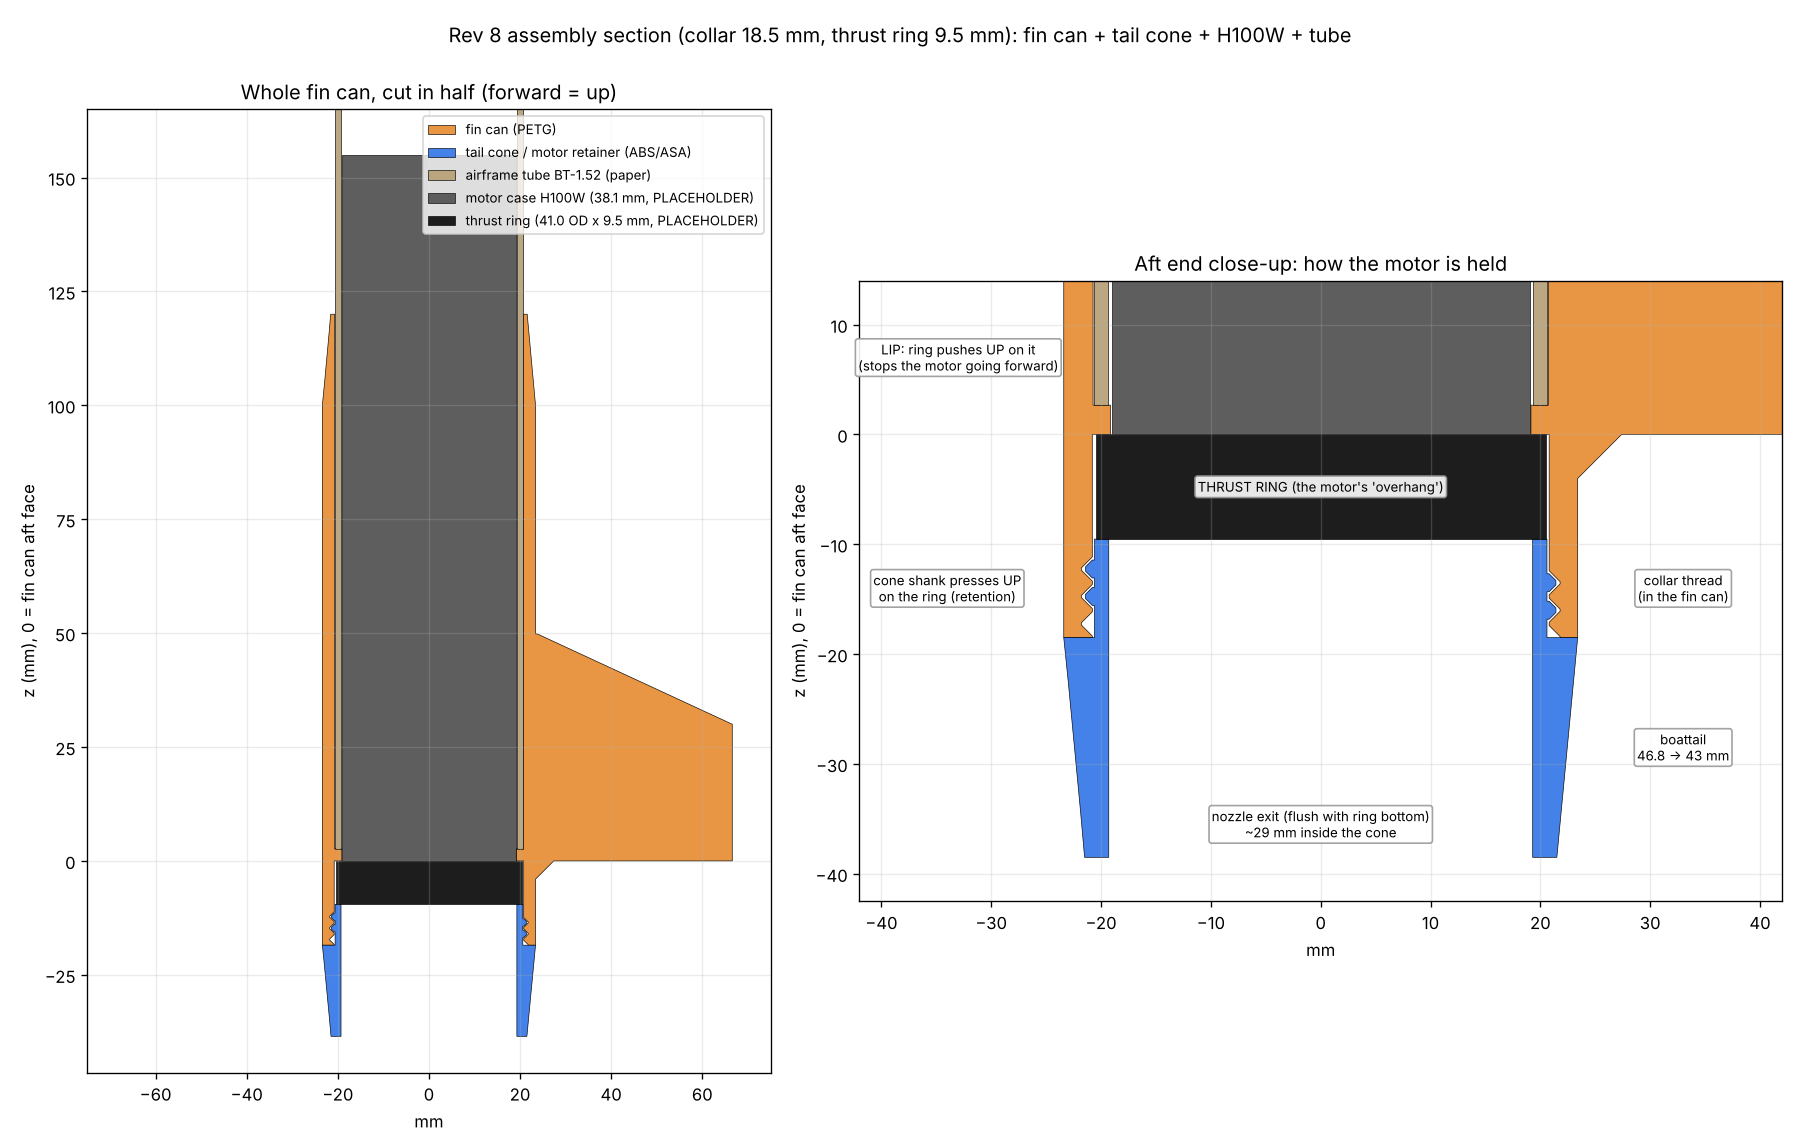 Rev 8 assembly section (collar 18.5 mm, thrust ring 9.5 mm): fin can + tail cone + H100W + tube
Whole fin can, cut in half (forward = up)
fin can (PETG)
tail cone / motor retainer (ABS/ASA)
airframe tube BT-1.52 (paper)
motor case H100W (38.1 mm, PLACEHOLDER)
thrust ring (41.0 OD x 9.5 mm, PLACEHOLDER)
150
125
100
75
50
25
0
−25
z (mm), 0 = fin can aft face
−60
−40
−20
0
20
40
60
mm
Aft end close-up: how the motor is held
LIP: ring pushes UP on it
(stops the motor going forward)
THRUST RING (the motor's 'overhang')
cone shank presses UP
on the ring (retention)
collar thread
(in the fin can)
boattail
46.8 → 43 mm
nozzle exit (flush with ring bottom)
~29 mm inside the cone
10
0
−10
−20
−30
−40
z (mm), 0 = fin can aft face
−40
−30
−20
−10
0
10
20
30
40
mm